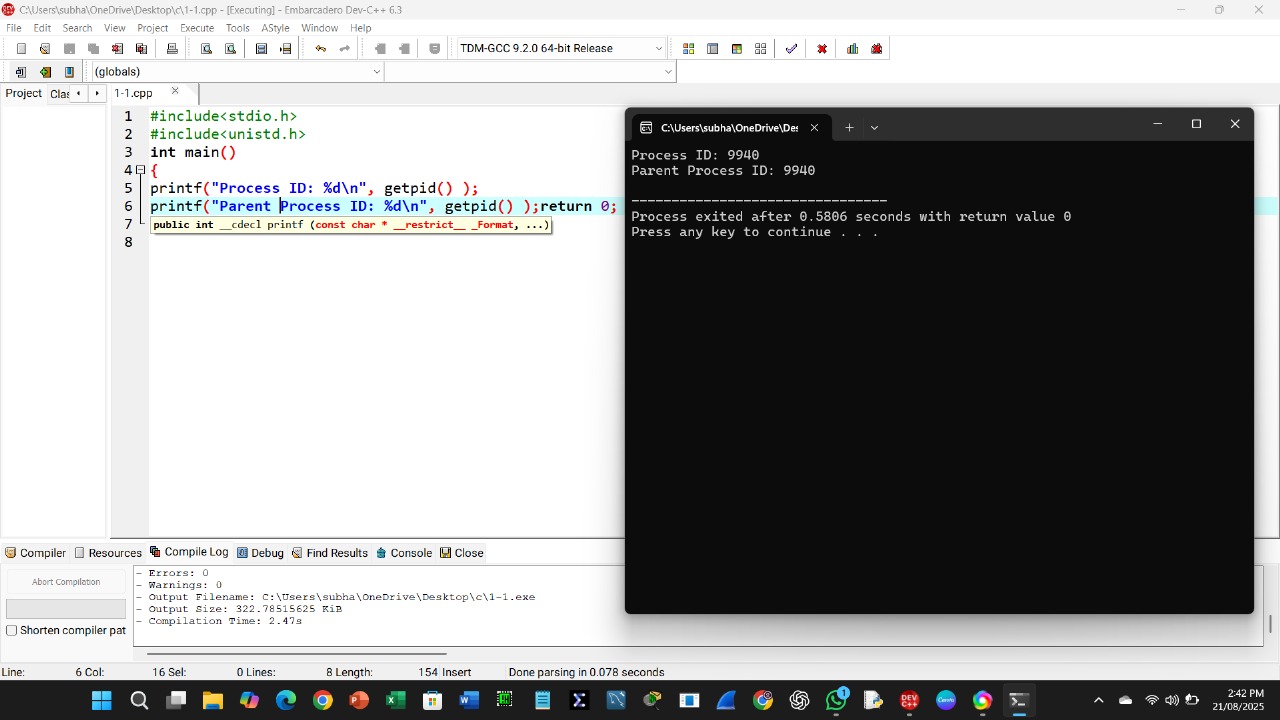 C:\Users\subha\OneDrive\Desktop\c\1-1.cpp - [Executing] - Embarcadero Dev-C++ 6.3
File Edit Search View Project Execute Tools AStyle Window Help
TDM-GCC 9.2.0 64-bit Release
(globals)
Project Clas 1-1.cpp
1 #include<stdio.h>
2 #include<unistd.h>
3 int main()
4 {
5 printf("Process ID: %d\n", getpid() );
6 printf("Parent Process ID: %d\n", getpid() );return 0;
7 public int __cdecl printf (const char * __restrict__ _Format, ...)
8
C:\Users\subha\OneDrive\Des
Process ID: 9940
Parent Process ID: 9940
--------------------------------
Process exited after 0.5806 seconds with return value 0
Press any key to continue . . .
Compiler Resources Compile Log Debug Find Results Console Close
Abort Compilation
Shorten compiler pat
- Errors: 0
- Warnings: 0
- Output Filename: C:\Users\subha\OneDrive\Desktop\c\1-1.exe
- Output Size: 322.78515625 KiB
- Compilation Time: 2.47s
Line: 6 Col: 16 Sel: 0 Lines: 8 Length: 154 Insert Done parsing in 0.078 seconds
DEV C++
Canva
1
2:42 PM
21/08/2025